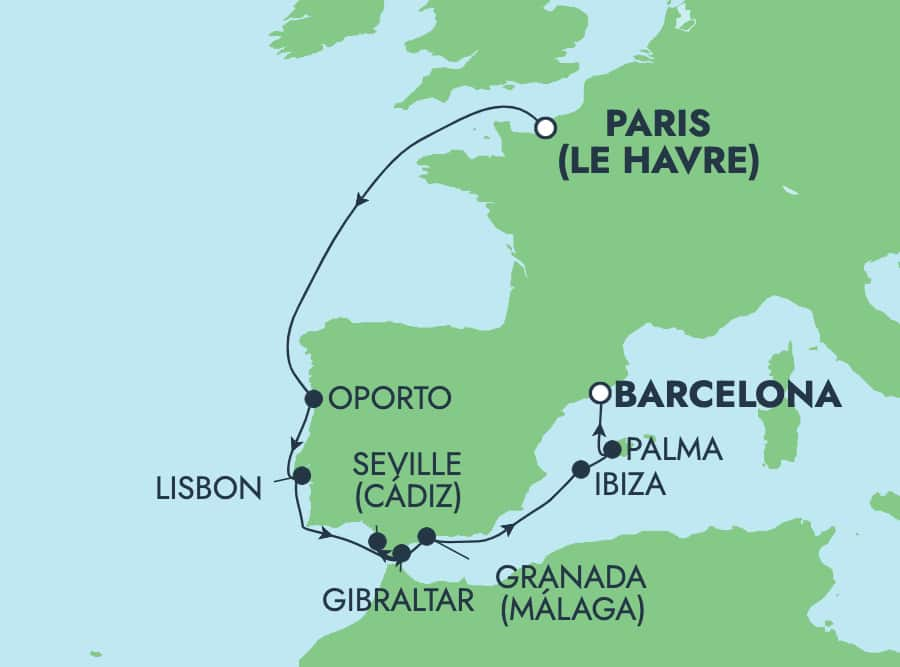 PARIS
(LE HAVRE)
OPORTO
BARCELONA
SEVILLE
(CÁDIZ)
PALMA
LISBON
IBIZA
GIBRALTAR
GRANADA
(MÁLAGA)